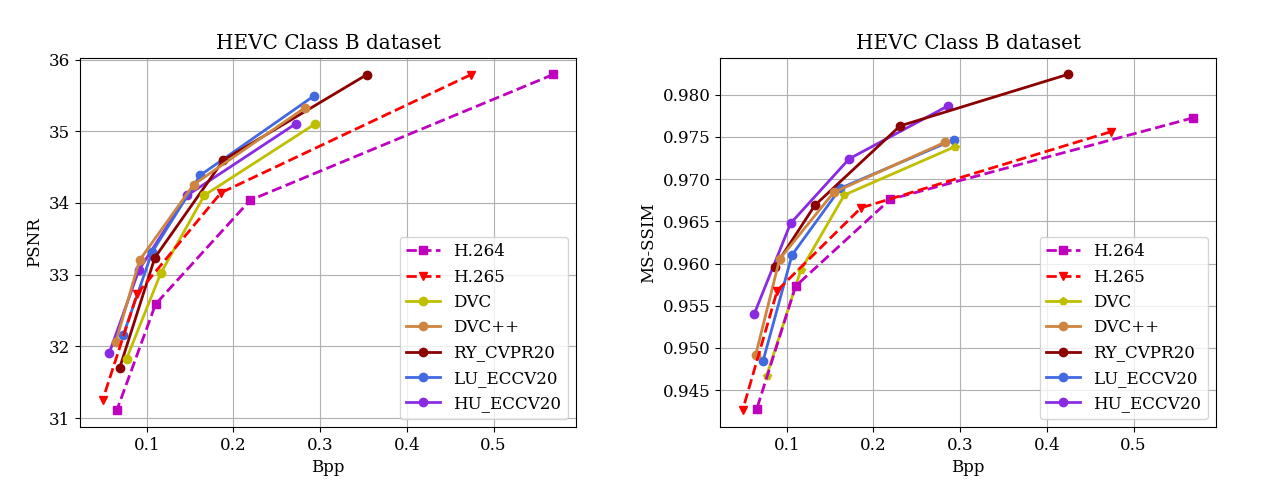 HEVC Class B dataset
36
35
34
33
32
31
PSNR
0.1 0.2 0.3 0.4 0.5
Bpp
H.264
H.265
DVC
DVC++
RY_CVPR20
LU_ECCV20
HU_ECCV20
HEVC Class B dataset
0.980
0.975
0.970
0.965
0.960
0.955
0.950
0.945
MS-SSIM
0.1 0.2 0.3 0.4 0.5
Bpp
H.264
H.265
DVC
DVC++
RY_CVPR20
LU_ECCV20
HU_ECCV20